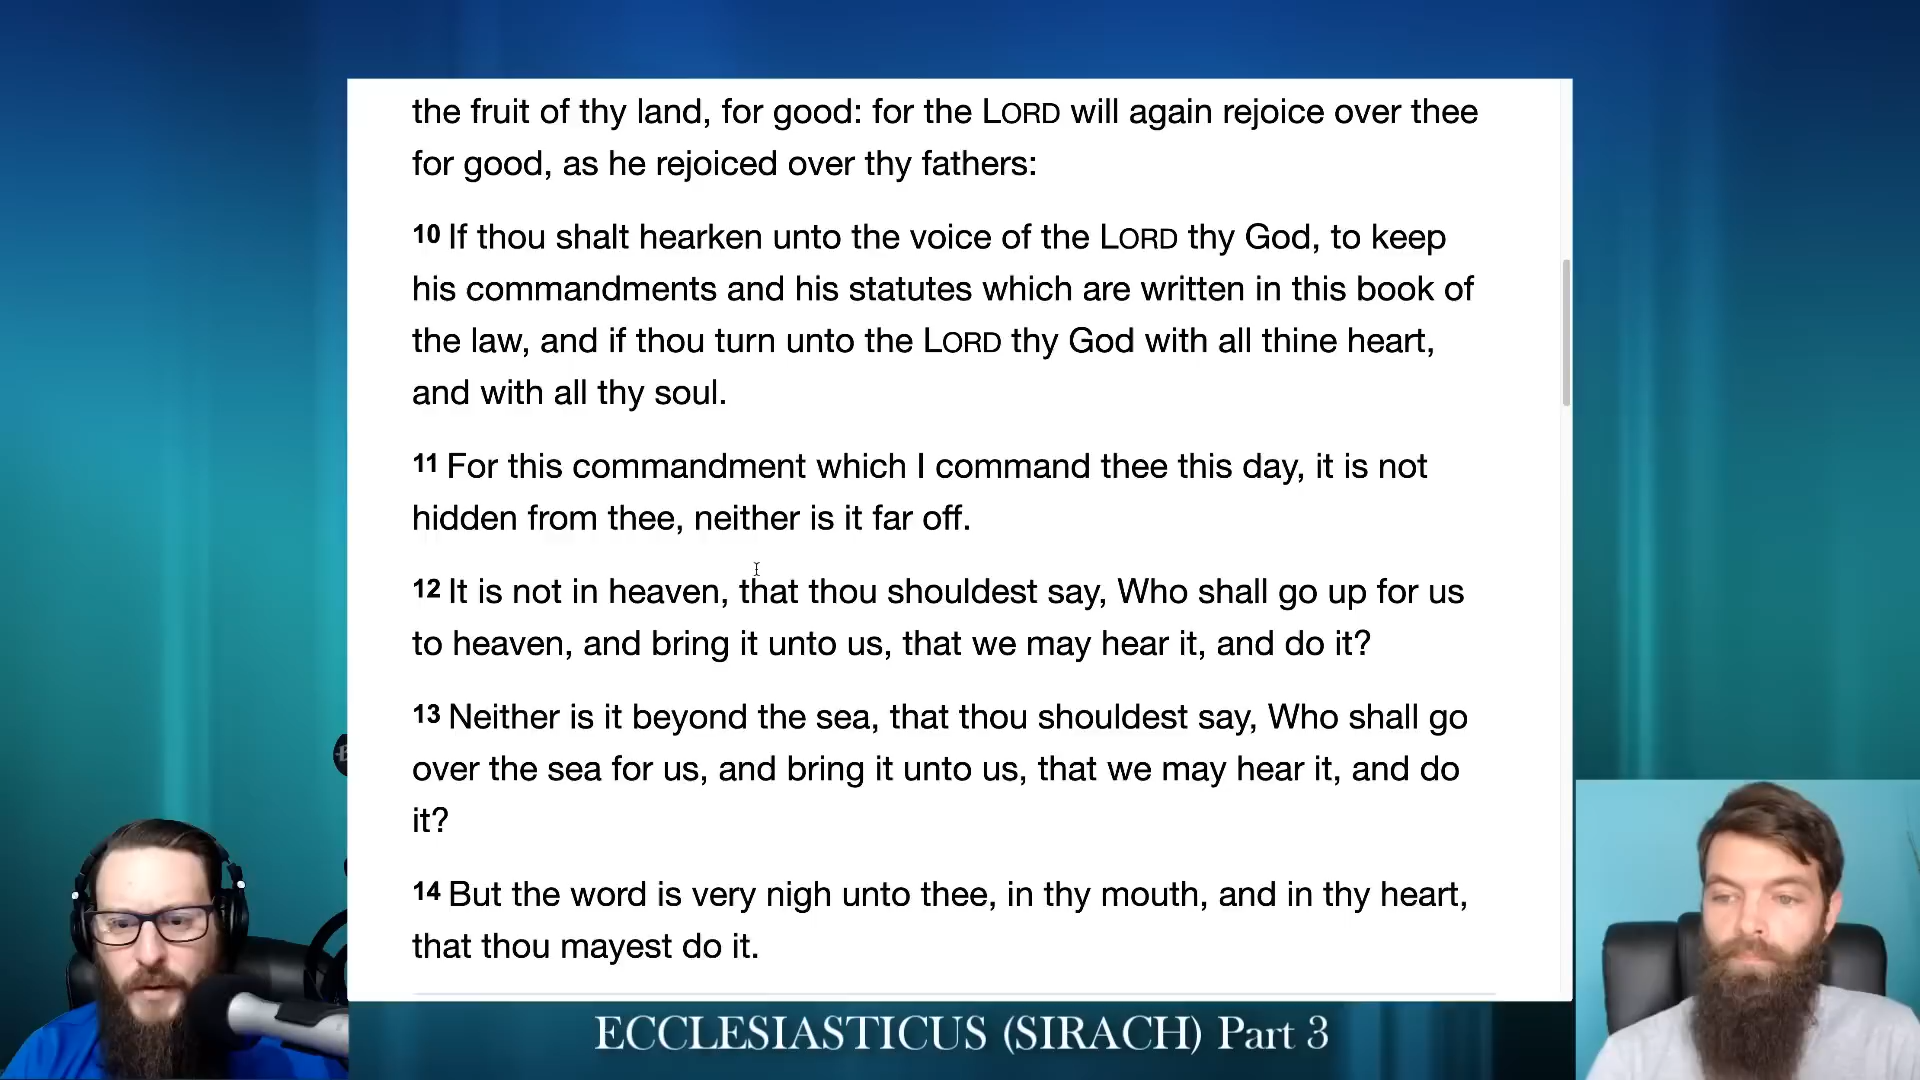 the fruit of thy land, for good: for the LORD will again rejoice over thee
for good, as he rejoiced over thy fathers:
10 If thou shalt hearken unto the voice of the LORD thy God, to keep
his commandments and his statutes which are written in this book of
the law, and if thou turn unto the LORD thy God with all thine heart,
and with all thy soul.
11 For this commandment which I command thee this day, it is not
hidden from thee, neither is it far off.
12 It is not in heaven, that thou shouldest say, Who shall go up for us
to heaven, and bring it unto us, that we may hear it, and do it?
13 Neither is it beyond the sea, that thou shouldest say, Who shall go
over the sea for us, and bring it unto us, that we may hear it, and do
it?
14 But the word is very nigh unto thee, in thy mouth, and in thy heart,
that thou mayest do it.
ECCLESIASTICUS (SIRACH) Part 3